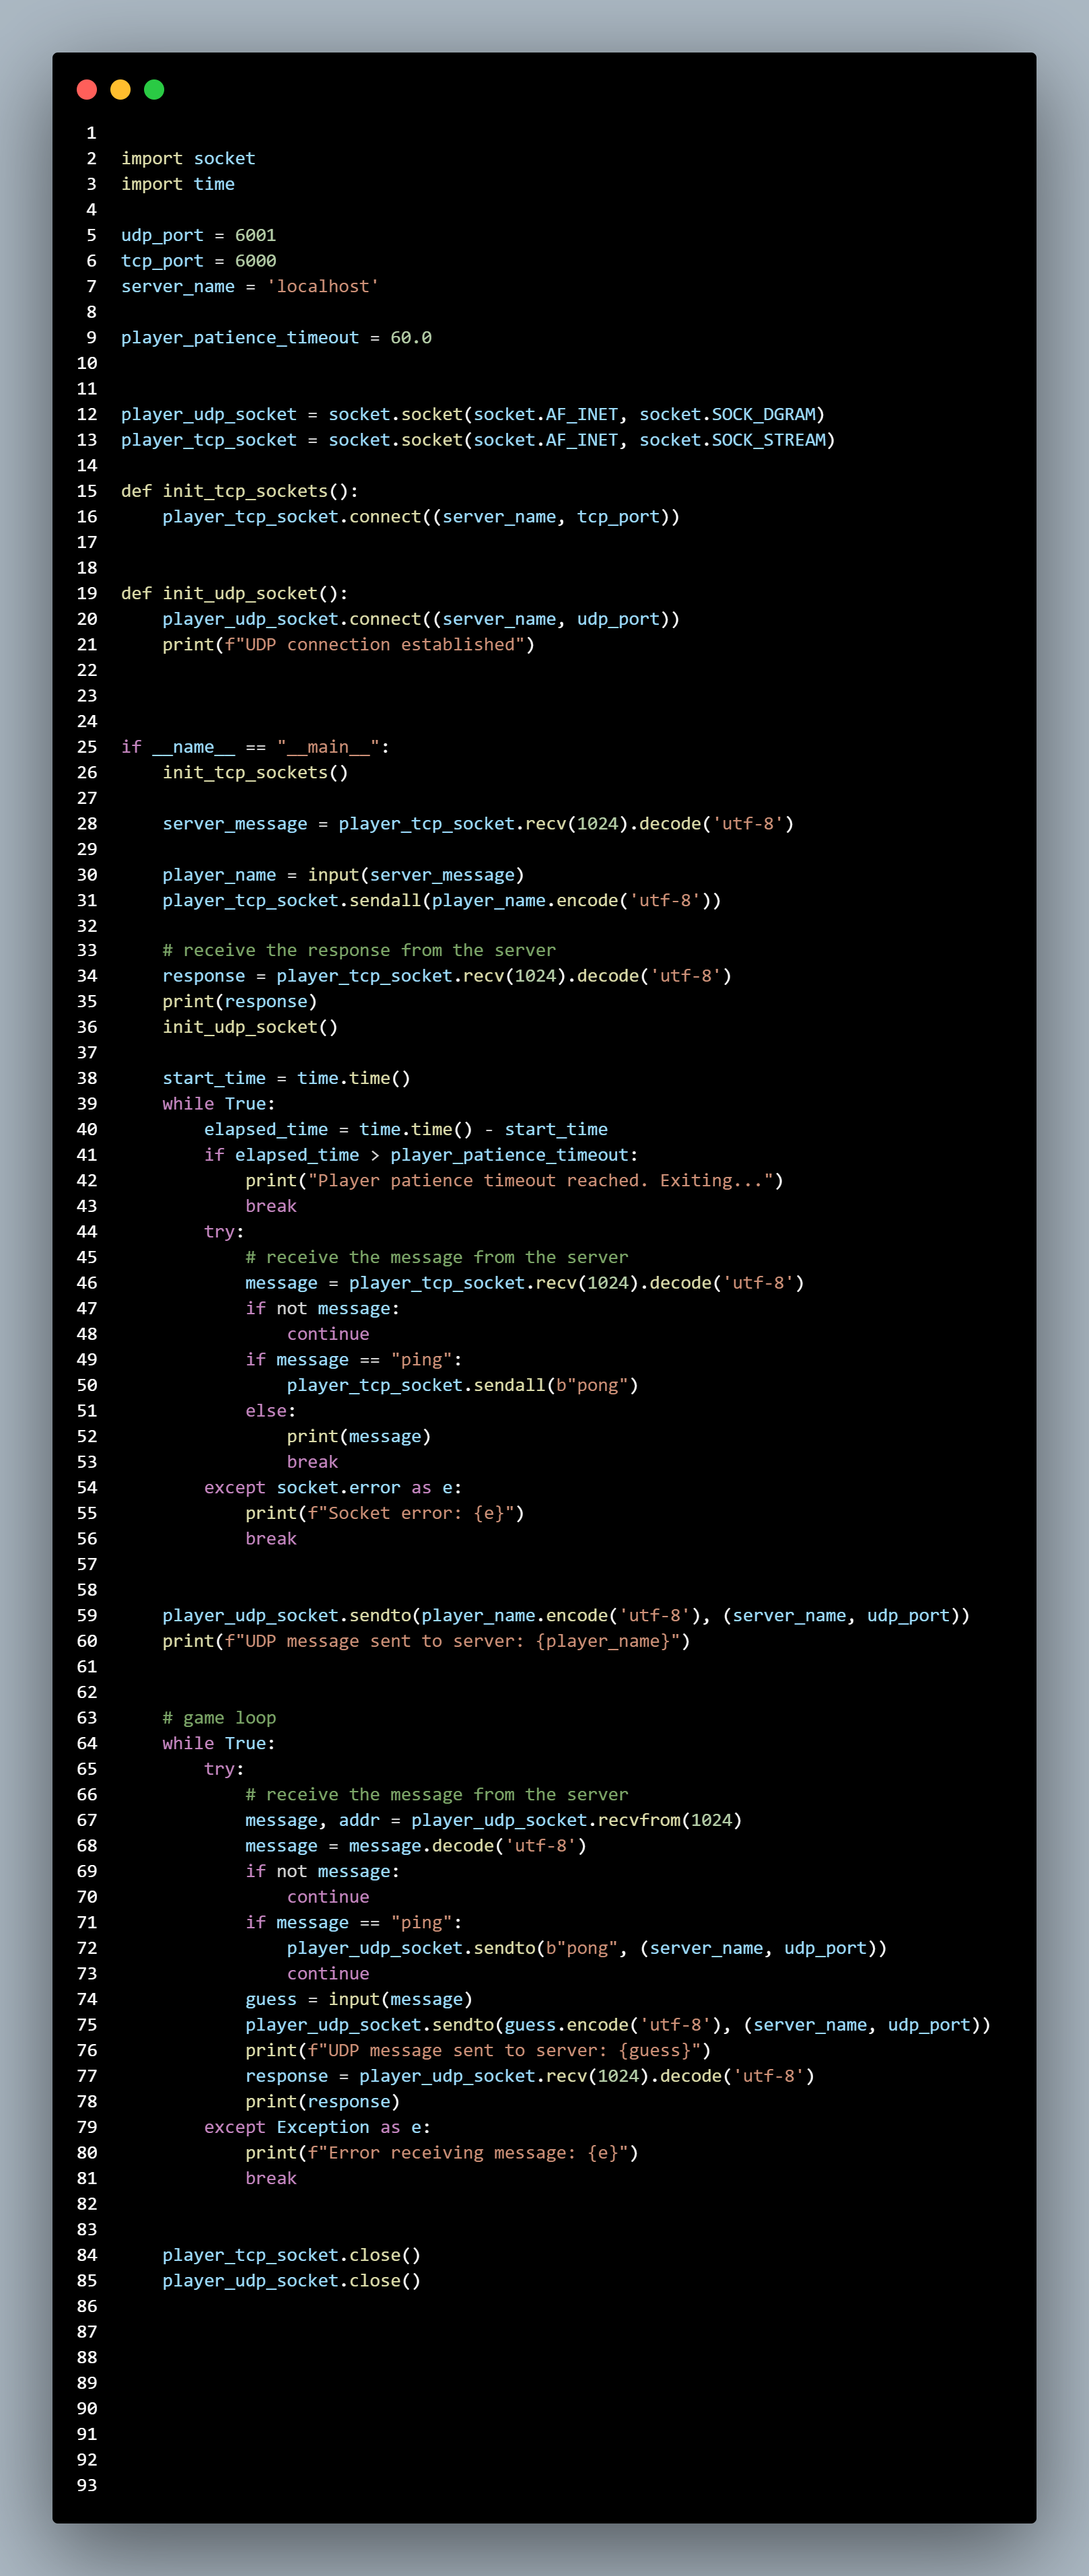 1
2 import socket
3 import time
4
5 udp_port = 6001
6 tcp_port = 6000
7 server_name = 'localhost'
8
9 player_patience_timeout = 60.0
10
11
12 player_udp_socket = socket.socket(socket.AF_INET, socket.SOCK_DGRAM)
13 player_tcp_socket = socket.socket(socket.AF_INET, socket.SOCK_STREAM)
14
15 def init_tcp_sockets():
16     player_tcp_socket.connect((server_name, tcp_port))
17
18
19 def init_udp_socket():
20     player_udp_socket.connect((server_name, udp_port))
21     print(f"UDP connection established")
22
23
24
25 if __name__ == "__main__":
26     init_tcp_sockets()
27
28     server_message = player_tcp_socket.recv(1024).decode('utf-8')
29
30     player_name = input(server_message)
31     player_tcp_socket.sendall(player_name.encode('utf-8'))
32
33     # receive the response from the server
34     response = player_tcp_socket.recv(1024).decode('utf-8')
35     print(response)
36     init_udp_socket()
37
38     start_time = time.time()
39     while True:
40         elapsed_time = time.time() - start_time
41         if elapsed_time > player_patience_timeout:
42             print("Player patience timeout reached. Exiting...")
43             break
44         try:
45             # receive the message from the server
46             message = player_tcp_socket.recv(1024).decode('utf-8')
47             if not message:
48                 continue
49             if message == "ping":
50                 player_tcp_socket.sendall(b"pong")
51             else:
52                 print(message)
53                 break
54         except socket.error as e:
55             print(f"Socket error: {e}")
56             break
57
58
59     player_udp_socket.sendto(player_name.encode('utf-8'), (server_name, udp_port))
60     print(f"UDP message sent to server: {player_name}")
61
62
63     # game loop
64     while True:
65         try:
66             # receive the message from the server
67             message, addr = player_udp_socket.recvfrom(1024)
68             message = message.decode('utf-8')
69             if not message:
70                 continue
71             if message == "ping":
72                 player_udp_socket.sendto(b"pong", (server_name, udp_port))
73                 continue
74             guess = input(message)
75             player_udp_socket.sendto(guess.encode('utf-8'), (server_name, udp_port))
76             print(f"UDP message sent to server: {guess}")
77             response = player_udp_socket.recv(1024).decode('utf-8')
78             print(response)
79         except Exception as e:
80             print(f"Error receiving message: {e}")
81             break
82
83
84     player_tcp_socket.close()
85     player_udp_socket.close()
86
87
88
89
90
91
92
93